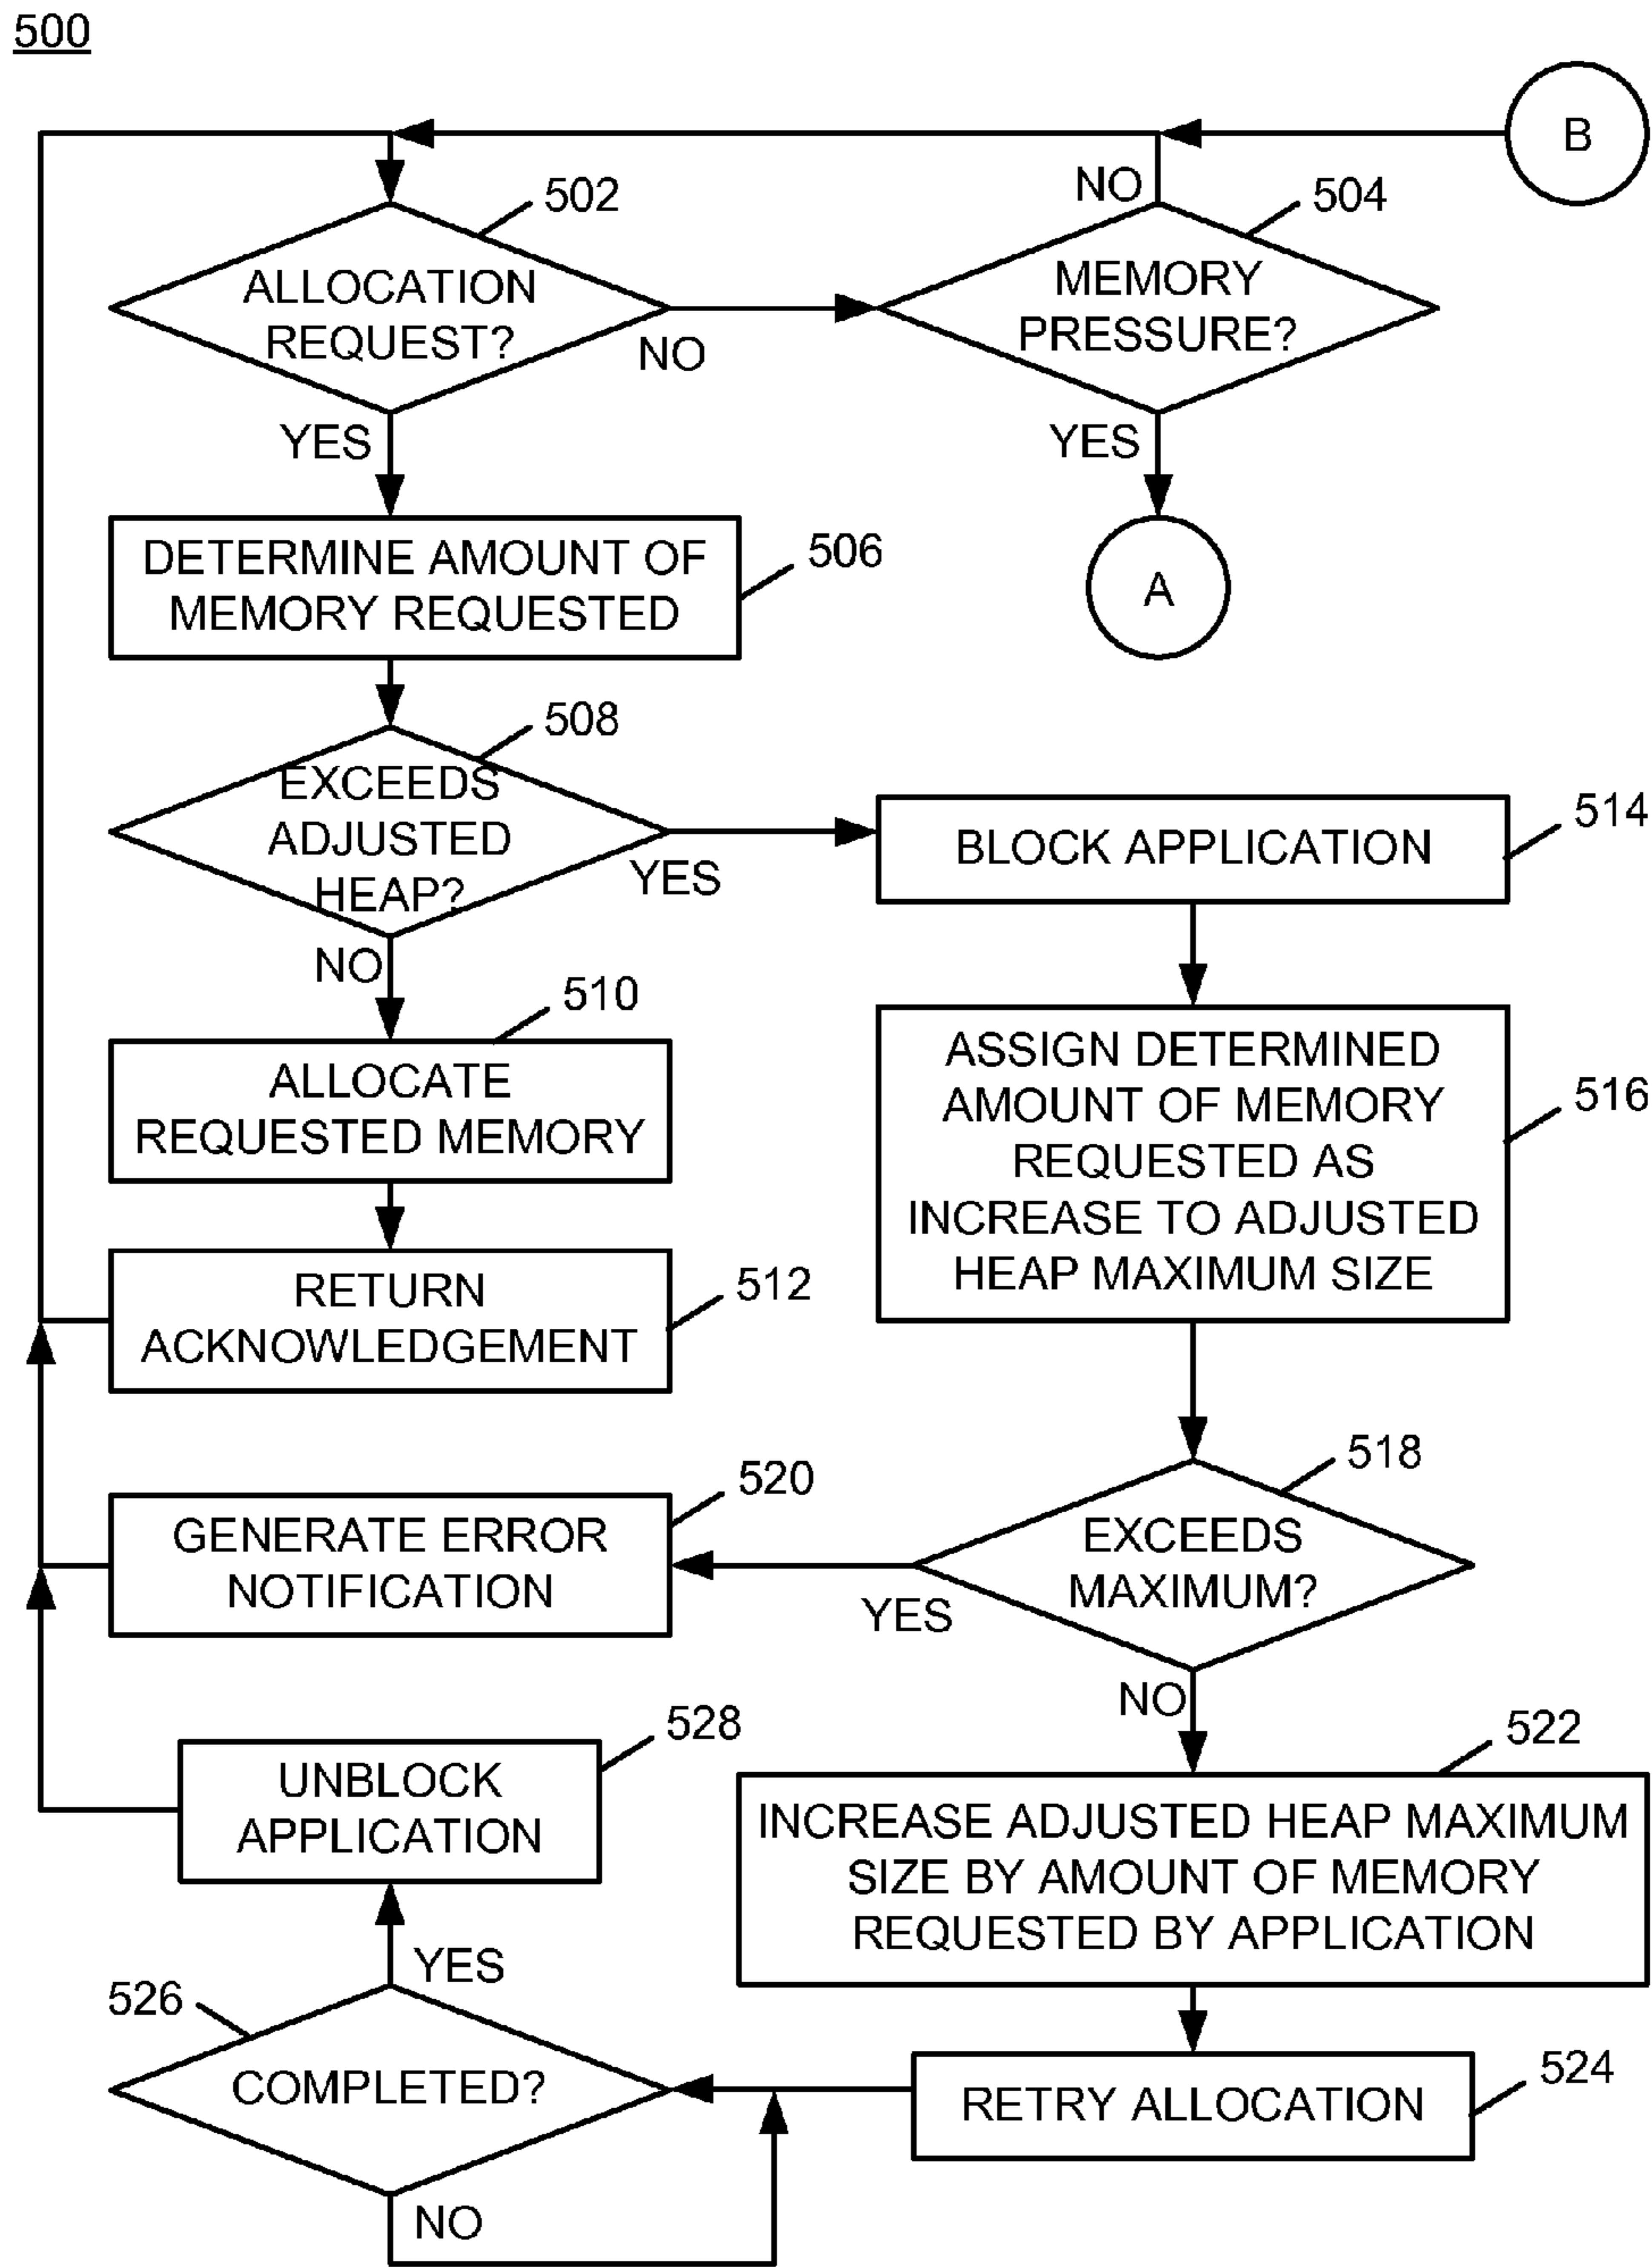 500
B
NO
502
504
ALLOCATION
REQUEST?
MEMORY
PRESSURE?
NO
YES
YES
DETERMINE AMOUNT OF
MEMORY REQUESTED
506
A
508
EXCEEDS
ADJUSTED
HEAP?
YES
BLOCK APPLICATION
514
NO
510
ALLOCATE
REQUESTED MEMORY
ASSIGN DETERMINED
AMOUNT OF MEMORY
REQUESTED AS
INCREASE TO ADJUSTED
HEAP MAXIMUM SIZE
516
RETURN
ACKNOWLEDGEMENT
512
518
520
GENERATE ERROR
NOTIFICATION
EXCEEDS
MAXIMUM?
YES
NO
528
UNBLOCK
APPLICATION
522
INCREASE ADJUSTED HEAP MAXIMUM
SIZE BY AMOUNT OF MEMORY
REQUESTED BY APPLICATION
YES
526
COMPLETED?
RETRY ALLOCATION
524
NO